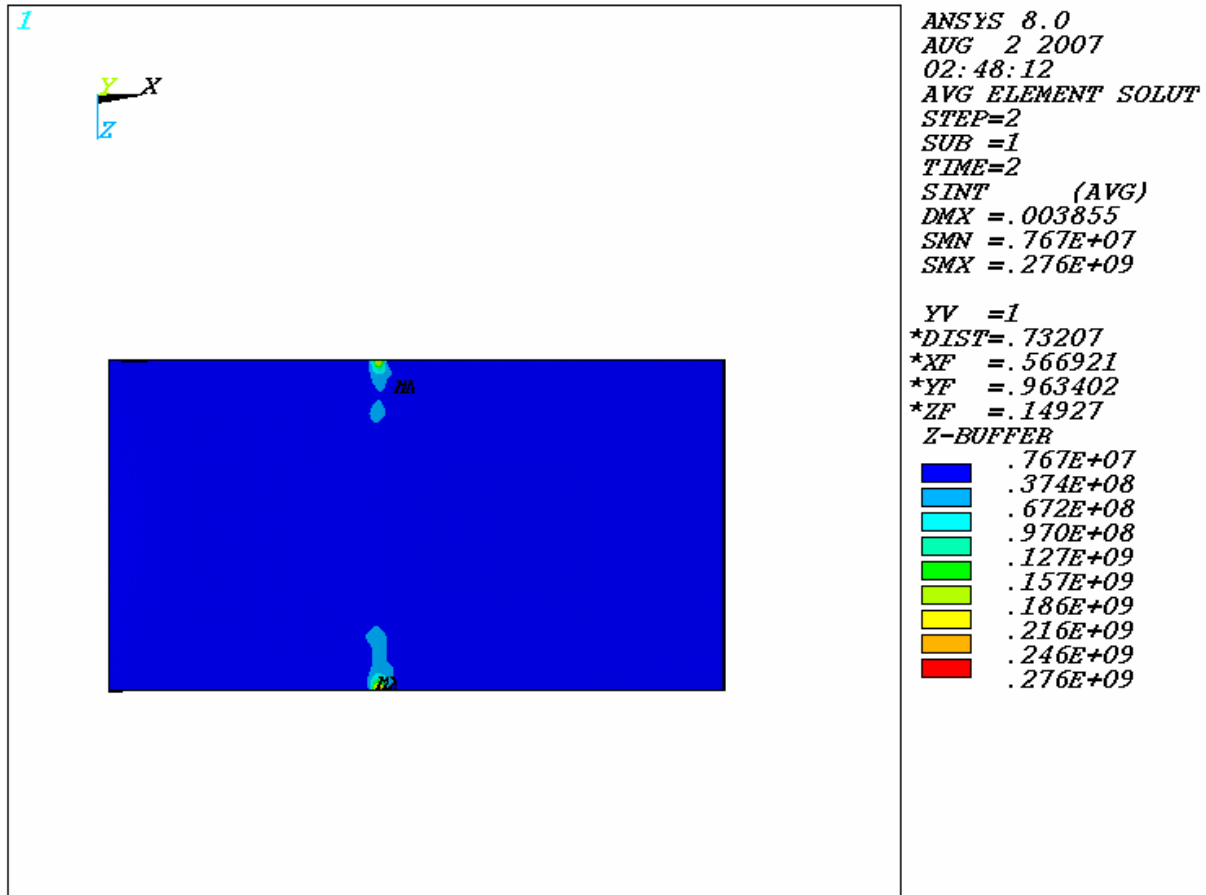 1
Y X
Z
MX
ANSYS 8.0
AUG 2 2007
02:48:12
AVG ELEMENT SOLUT
STEP=2
SUB =1
TIME=2
SINT (AVG)
DMX =.003855
SMN =.767E+07
SMX =.276E+09
YV =1
*DIST=.73207
*XF =.566921
*YF =.963402
*ZF =.14927
Z-BUFFER
.767E+07
.374E+08
.672E+08
.970E+08
.127E+09
.157E+09
.186E+09
.216E+09
.246E+09
.276E+09